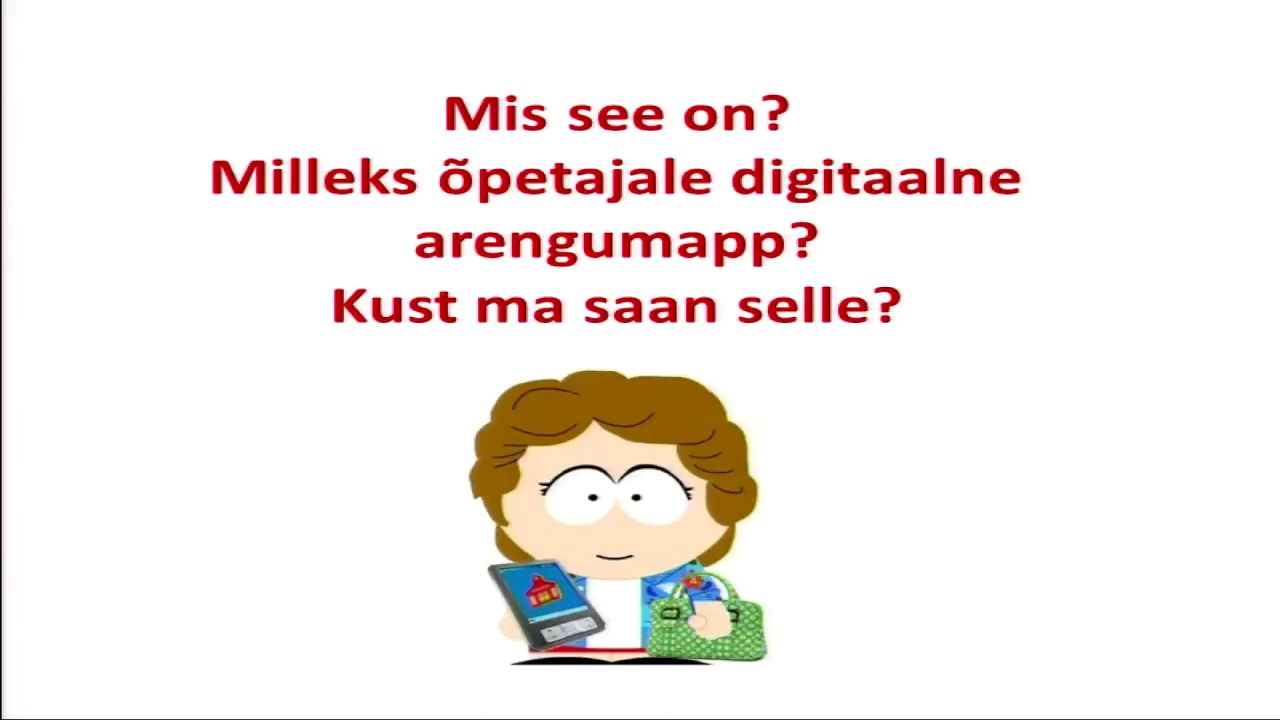 Mis see on?
Milleks õpetajale digitaalne
arengumapp?
Kust ma saan selle?